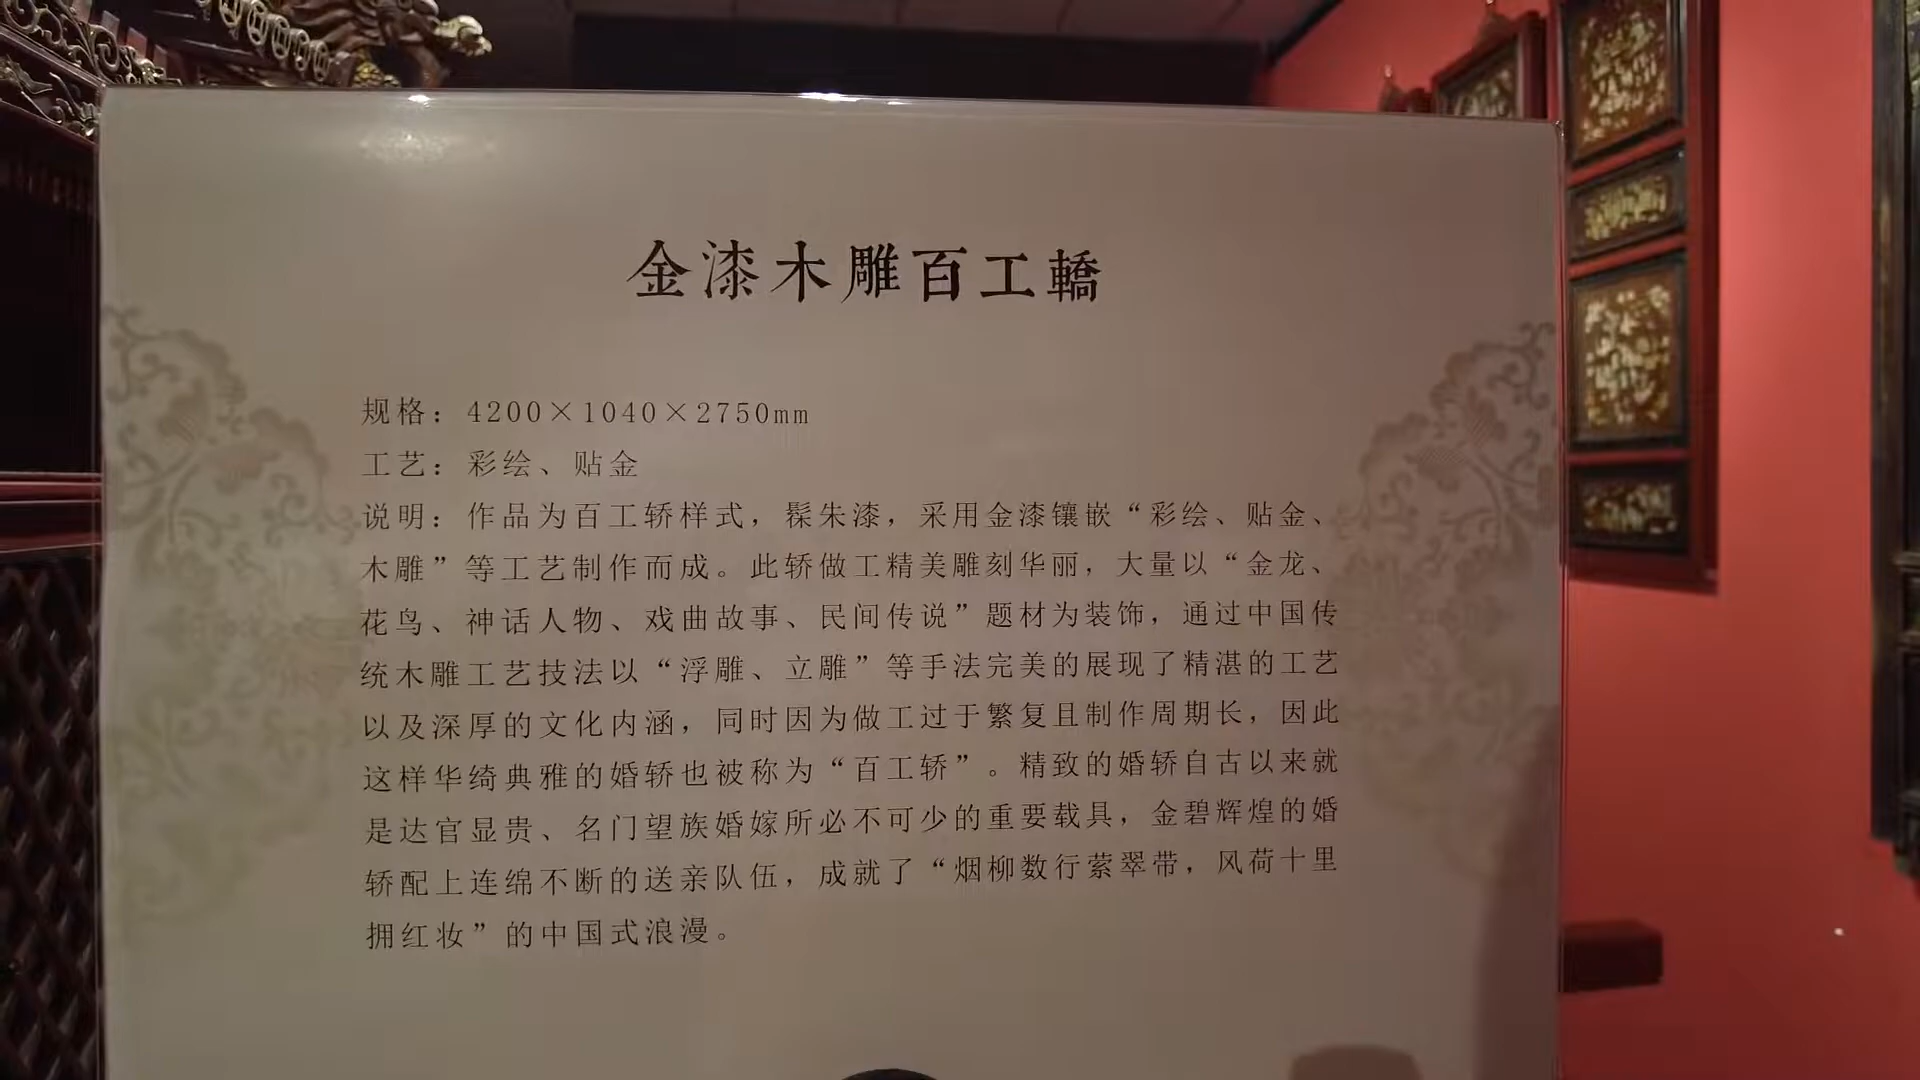 金漆木雕百工轎
规格：4200×1040×2750mm
工艺：彩绘、贴金
说明：作品为百工轿样式，髹朱漆，采用金漆镶嵌“彩绘、贴金、
木雕”等工艺制作而成。此轿做工精美雕刻华丽，大量以“金龙、
花鸟、神话人物、戏曲故事、民间传说”题材为装饰，通过中国传
统木雕工艺技法以“浮雕、立雕”等手法完美的展现了精湛的工艺
以及深厚的文化内涵，同时因为做工过于繁复且制作周期长，因此
这样华绮典雅的婚轿也被称为“百工轿”。精致的婚轿自古以来就
是达官显贵、名门望族婚嫁所必不可少的重要载具，金碧辉煌的婚
轿配上连绵不断的送亲队伍，成就了“烟柳数行萦翠带，风荷十里
拥红妆”的中国式浪漫。